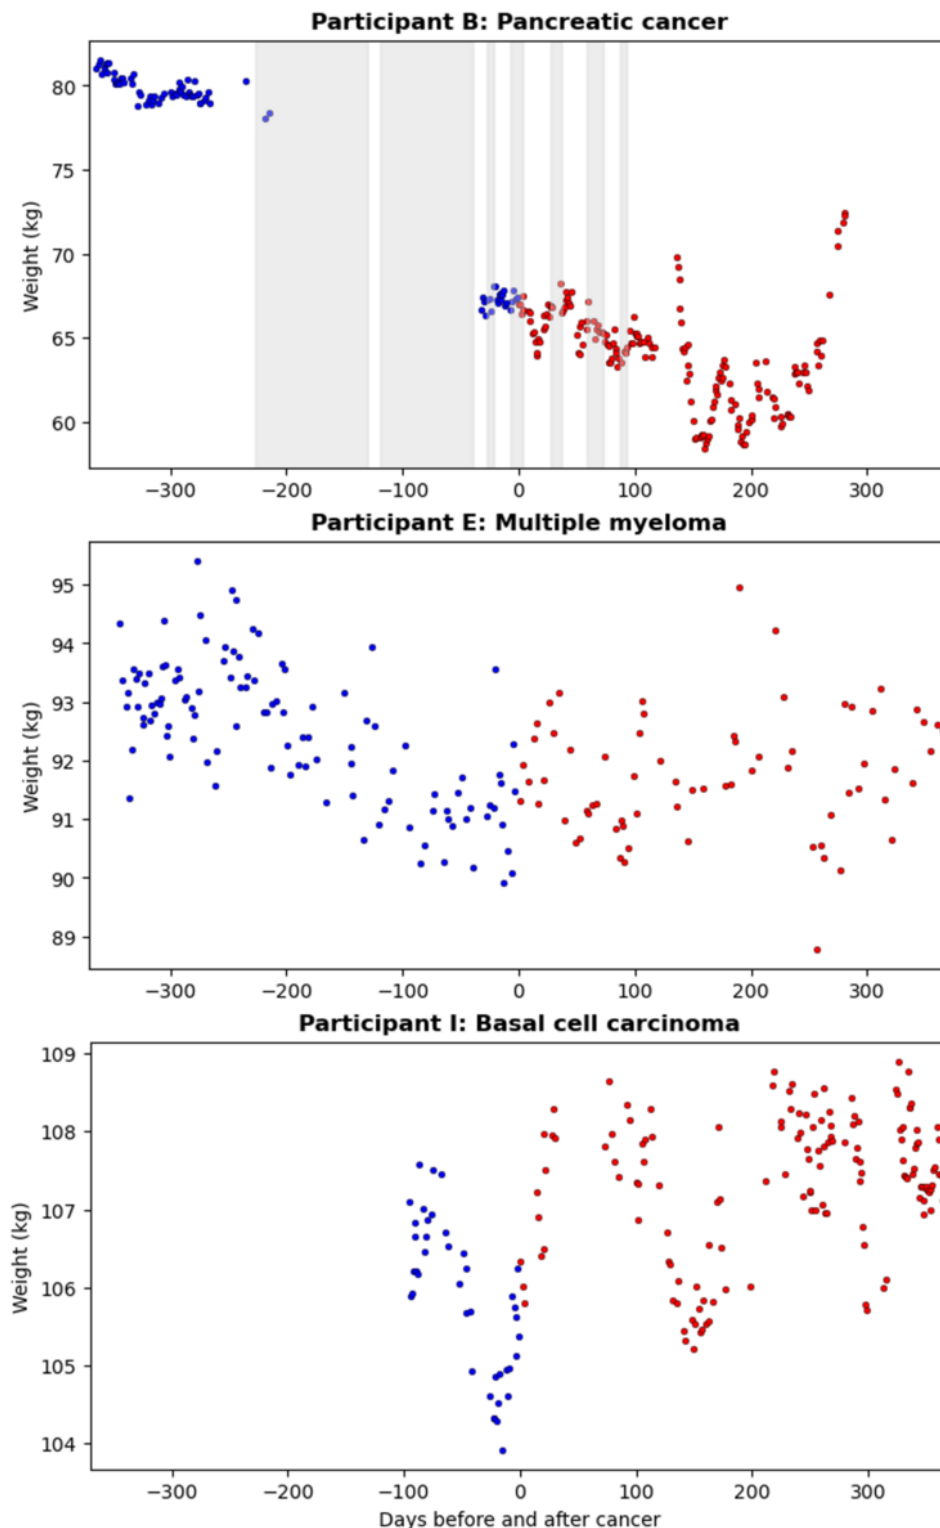 Participant B: Pancreatic cancer
80
75
70
65
60
Weight (kg)
−300 −200 −100 0 100 200 300
Participant E: Multiple myeloma
95
94
93
92
91
90
89
Weight (kg)
−300 −200 −100 0 100 200 300
Participant I: Basal cell carcinoma
109
108
107
106
105
104
Weight (kg)
−300 −200 −100 0 100 200 300
Days before and after cancer